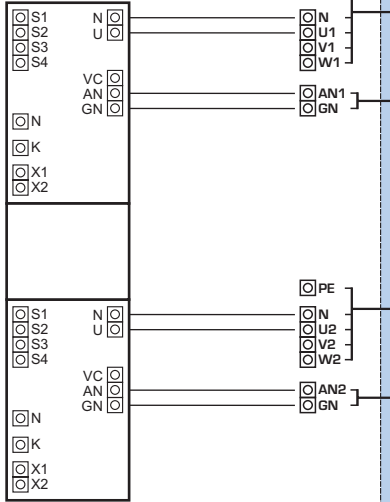 S1 N N
S2 U U1
S3 V1
S4 W1
VC
AN AN1
GN GN
N
K
X1
X2
PE
S1 N N
S2 U U2
S3 V2
S4 W2
VC
AN AN2
GN GN
N
K
X1
X2